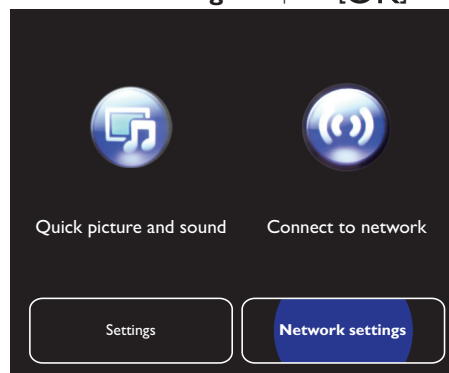 Quick picture and sound
Connect to network
Settings
Network settings